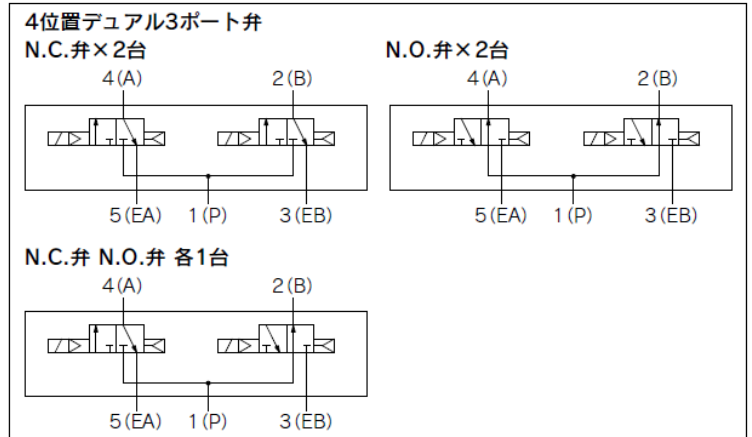 4位置デュアル3ポート弁
N.C.弁×2台
4(A) 2(B)
5(EA) 1(P) 3(EB)
N.O.弁×2台
4(A) 2(B)
5(EA) 1(P) 3(EB)
N.C.弁 N.O.弁 各1台
4(A) 2(B)
5(EA) 1(P) 3(EB)